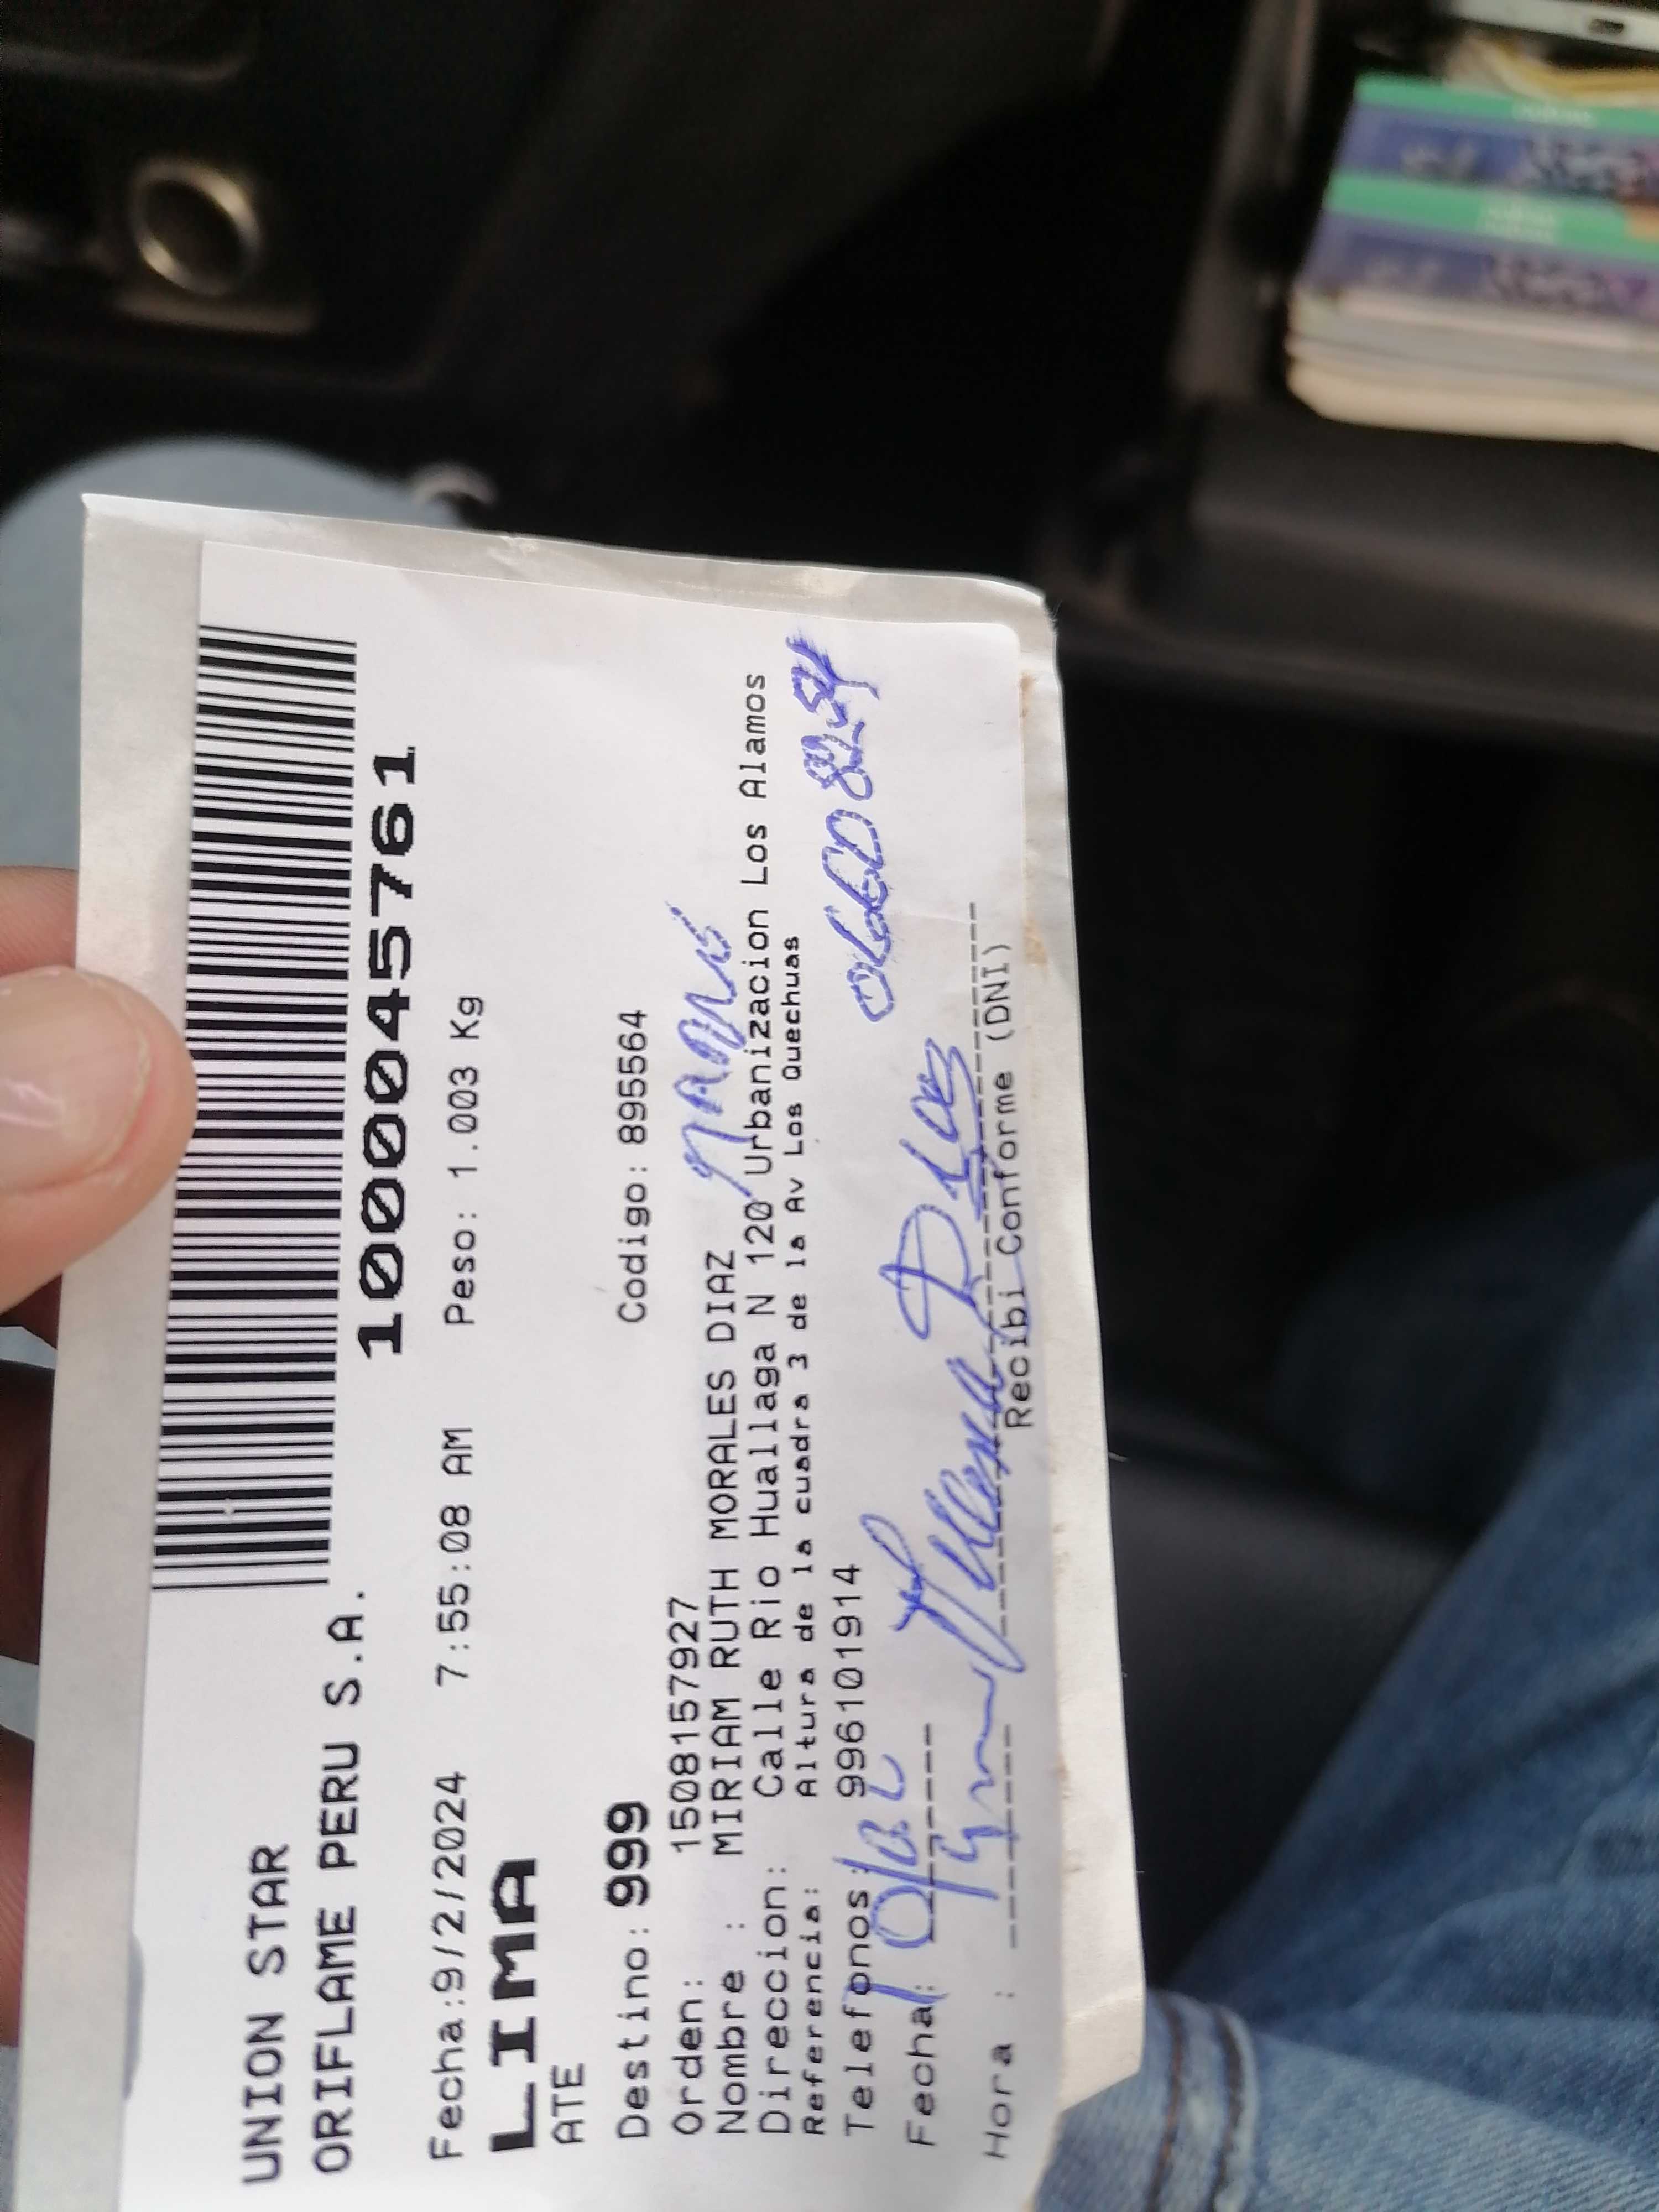 UNION STAR
ORIFLAME PERU S.A.
100045761
Fecha:9/2/2024 7:55:08 AM Peso: 1.003 Kg
LIMA
ATE
Destino: 999 Codigo: 895564
Orden: 1508157927
Nombre : MIRIAM RUTH MORALES DIAZ
Direccion: Calle Rio Huallaga N 120 Urbanizacion Los Alamos
Referencia: Altura de la cuadra 3 de la Av Los Quechuas
Telefonos: 996101914
Fecha:
Hora :
Recibi Conforme (DNI)